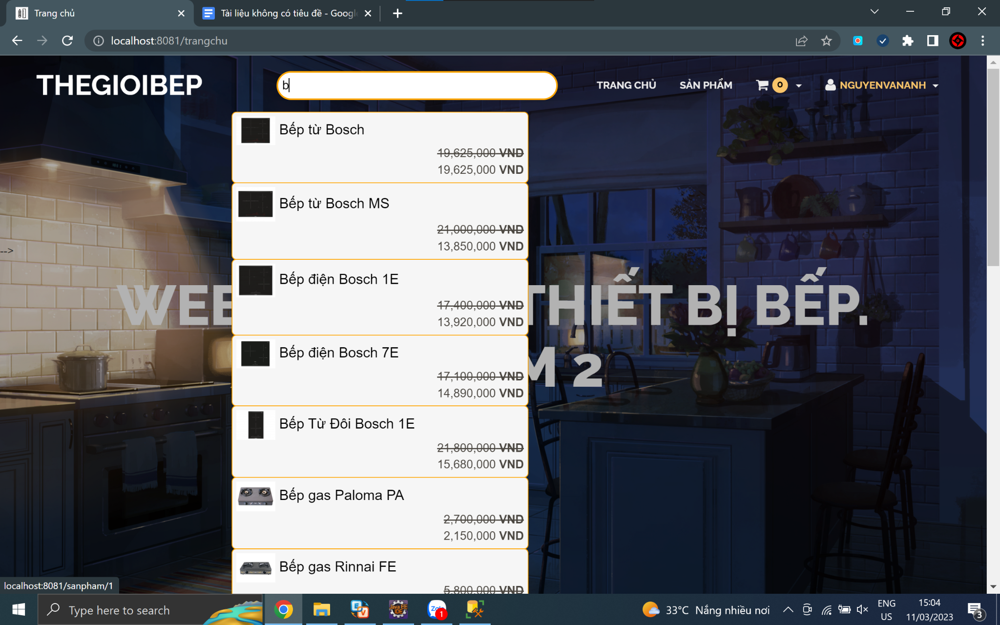 Trang chủ
Tài liệu không có tiêu đề - Google
localhost:8081/trangchu
THEGIOIBEP
b
TRANG CHỦ
SẢN PHẨM
0
NGUYENVANANH
Bếp từ Bosch
19,625,000 VND
19,625,000 VND
Bếp từ Bosch MS
21,000,000 VND
13,850,000 VND
-->
Bếp điện Bosch 1E
17,400,000 VND
13,920,000 VND
THIẾT BỊ BẾP.
Bếp điện Bosch 7E
17,100,000 VND
14,890,000 VND
M 2
Bếp Từ Đôi Bosch 1E
21,800,000 VND
15,680,000 VND
Bếp gas Paloma PA
2,700,000 VND
2,150,000 VND
Bếp gas Rinnai FE
5,800,000 VND
localhost:8081/sanpham/1
Type here to search
Java EE
IDE
Zalo
1
33°C Nắng nhiều nơi
ENG
US
15:04
11/03/2023
3